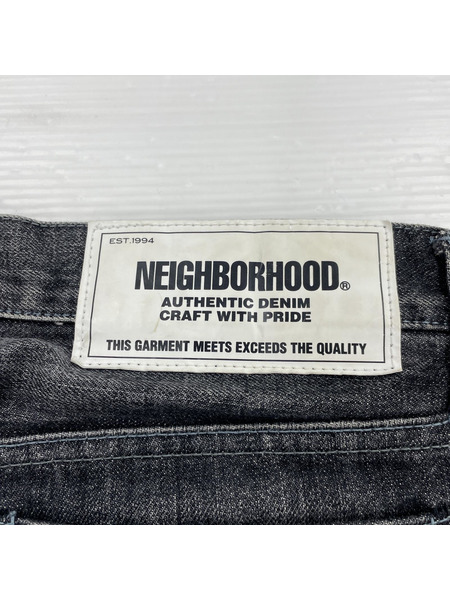 EST.1994
NEIGHBORHOOD®
AUTHENTIC DENIM
CRAFT WITH PRIDE
THIS GARMENT MEETS EXCEEDS THE QUALITY